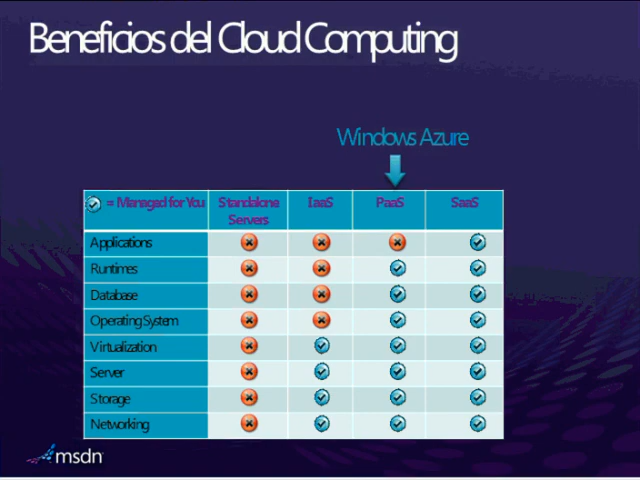 Beneficios del Cloud Computing
Windows Azure
= Managed for You Standalone Servers IaaS PaaS SaaS
Applications
Runtimes
Database
Operating System
Virtualization
Server
Storage
Networking
msdn